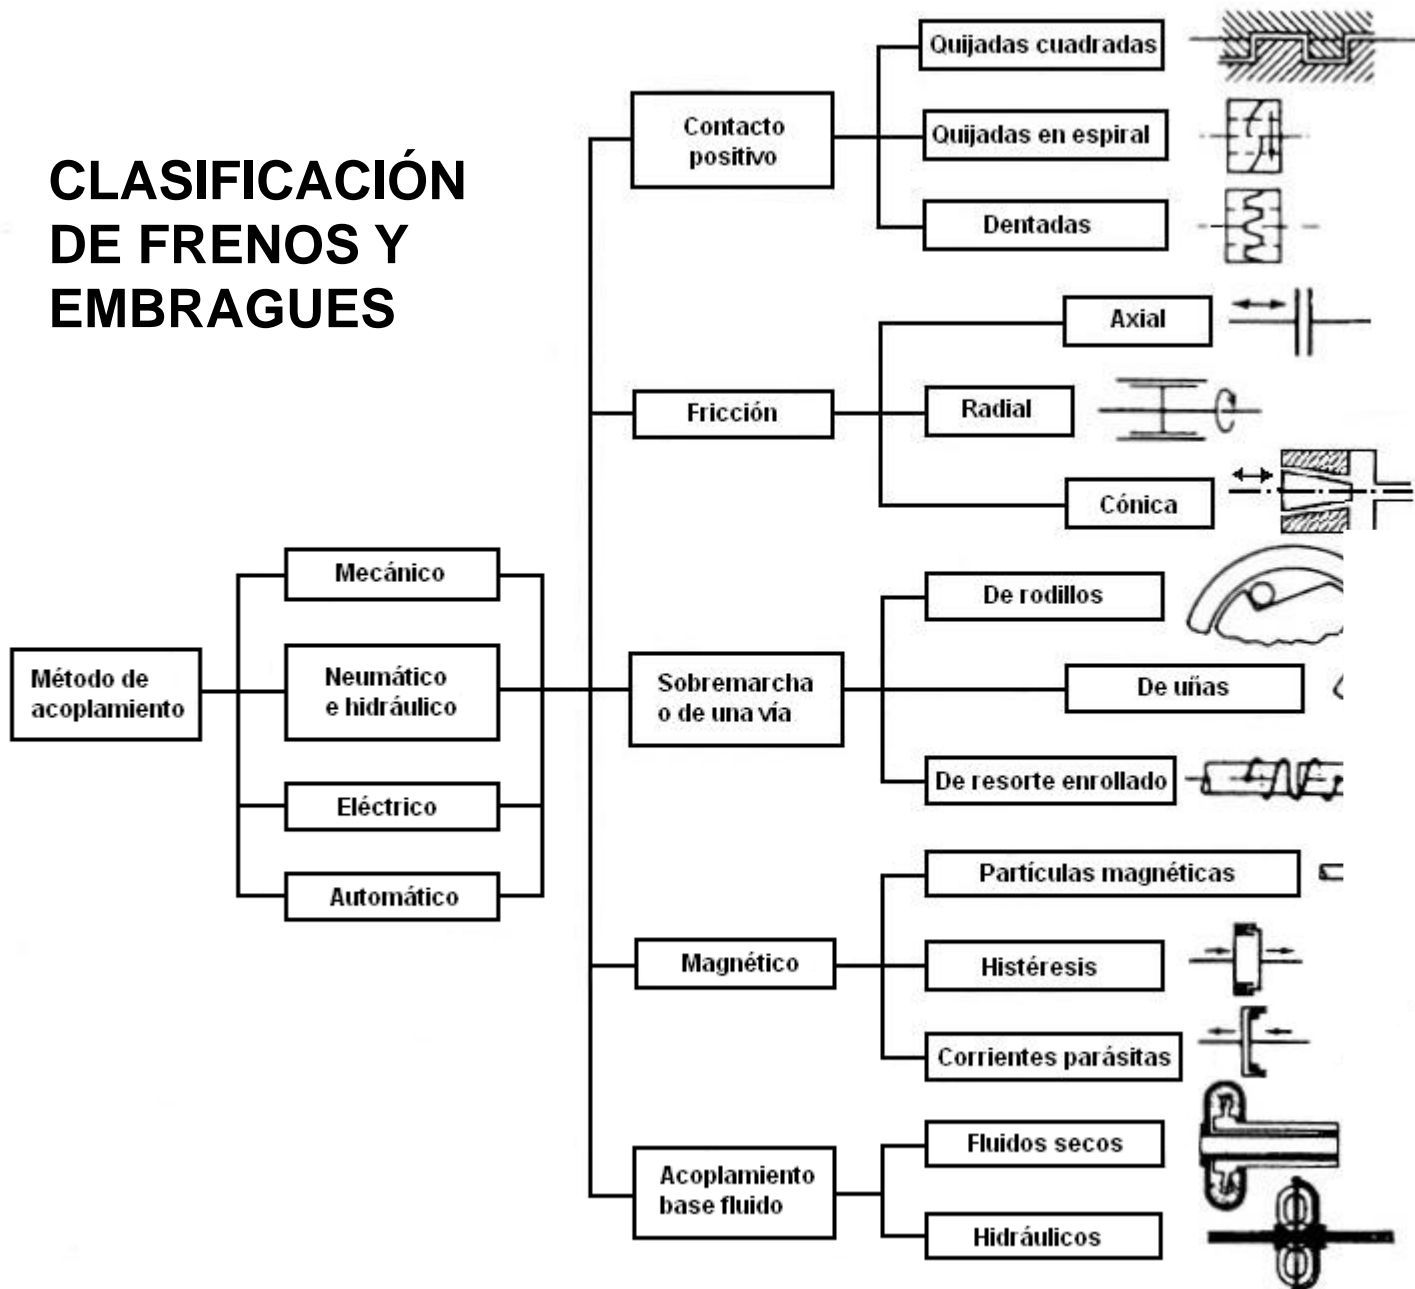 CLASIFICACIÓN
DE FRENOS Y
EMBRAGUES
Método de
acoplamiento
Mecánico
Neumático
e hidráulico
Eléctrico
Automático
Contacto
positivo
Quijadas cuadradas
Quijadas en espiral
Dentadas
Fricción
Axial
Radial
Cónica
Sobremarcha
o de una vía
De rodillos
De uñas
De resorte enrollado
Magnético
Partículas magnéticas
Histéresis
Corrientes parásitas
Acoplamiento
base fluido
Fluidos secos
Hidráulicos